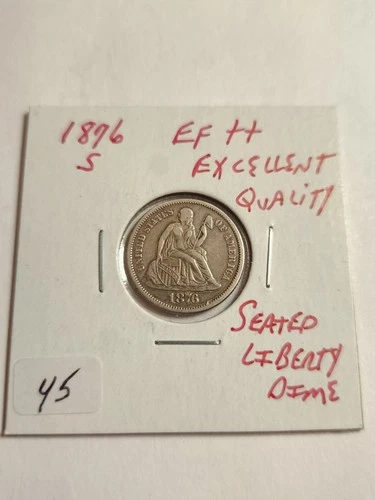 1876 EF ++
S EXCELLENT
QUALITY
UNITED STATES OF AMERICA
1876
SEATED
LIBERTY
DIME
45